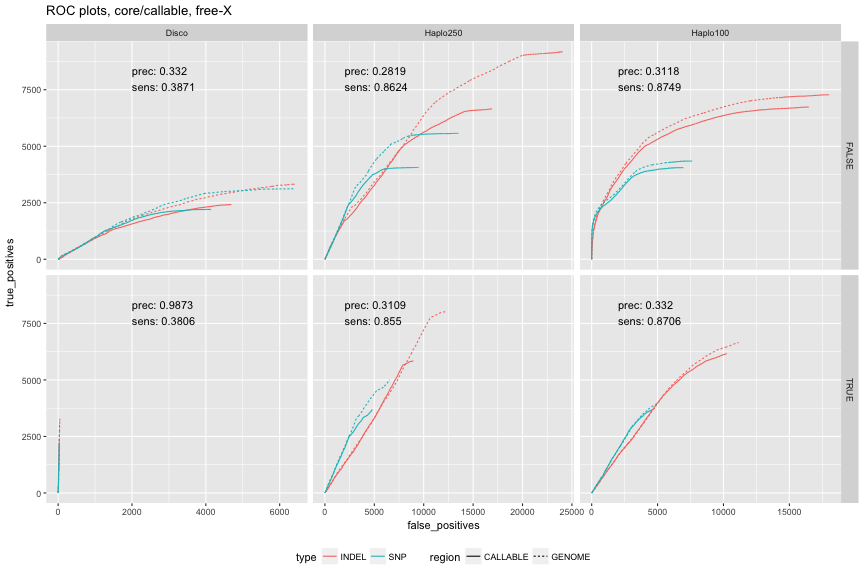 ROC plots, core/callable, free-X
Disco Haplo250 Haplo100
prec: 0.332 prec: 0.2819 prec: 0.3118
sens: 0.3871 sens: 0.8624 sens: 0.8749
7500
5000
2500
0
FALSE
true_positives
prec: 0.9873 prec: 0.3109 prec: 0.332
sens: 0.3806 sens: 0.855 sens: 0.8706
7500
5000
2500
0
TRUE
0 2000 4000 6000 0 5000 10000 15000 20000 25000 0 5000 10000 15000
false_positives
type INDEL SNP region CALLABLE GENOME